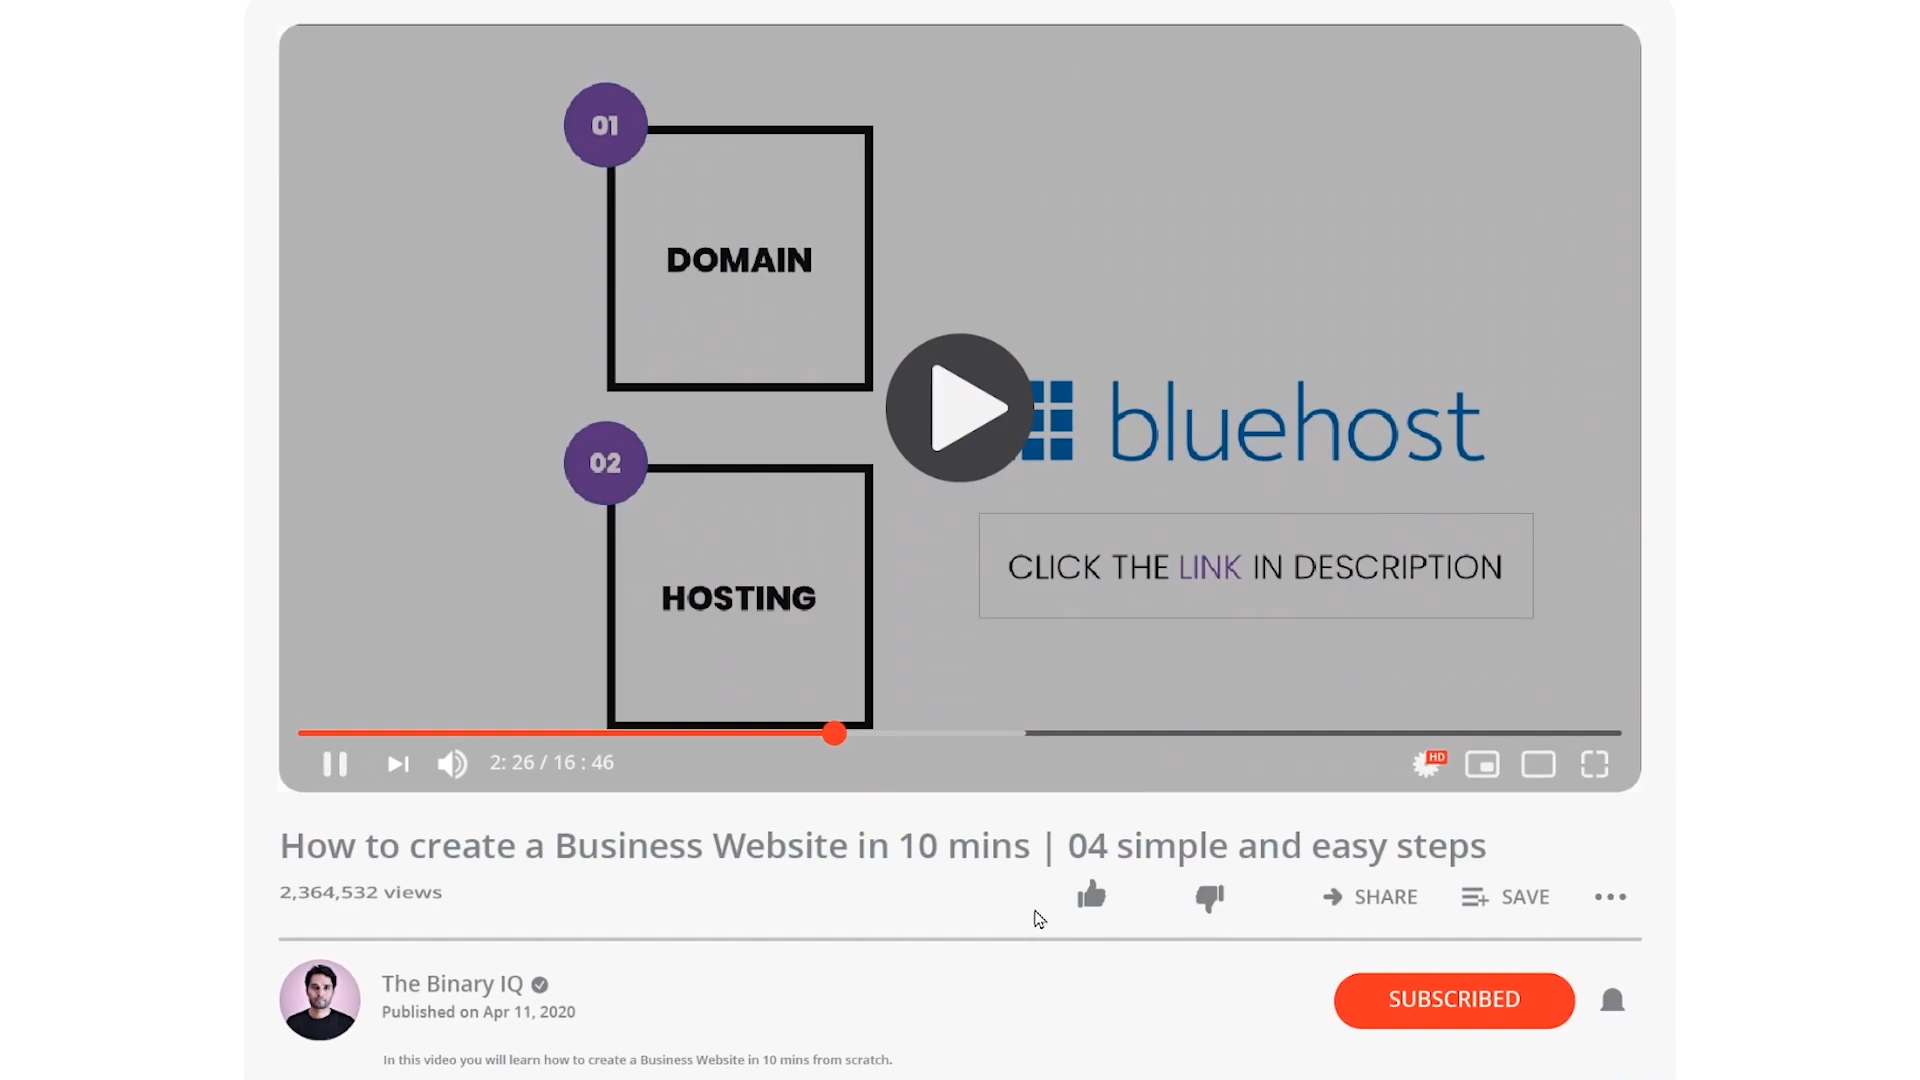 01
DOMAIN
02
HOSTING
bluehost
CLICK THE LINK IN DESCRIPTION
2: 26 / 16 : 46
HD
How to create a Business Website in 10 mins | 04 simple and easy steps
2,364,532 views
SHARE
SAVE
The Binary IQ
Published on Apr 11, 2020
SUBSCRIBED
In this video you will learn how to create a Business Website in 10 mins from scratch.